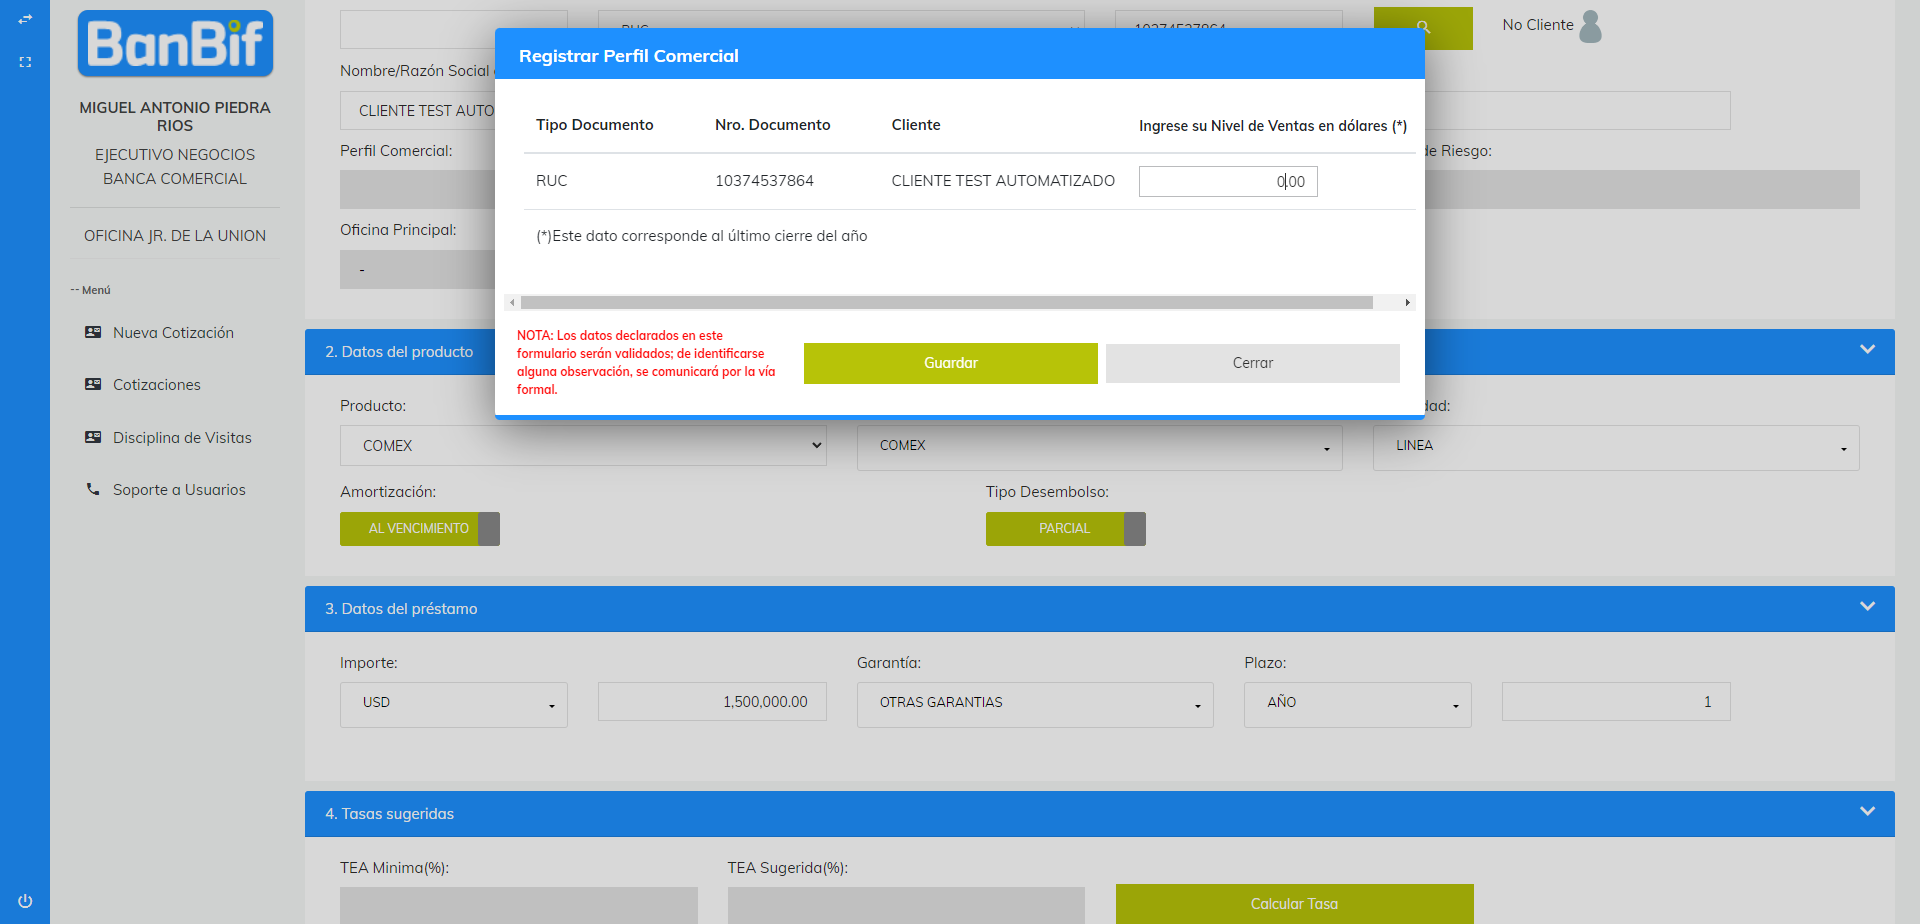 BanBif
MIGUEL ANTONIO PIEDRA
RIOS
EJECUTIVO NEGOCIOS
BANCA COMERCIAL
OFICINA JR. DE LA UNION
-- Menú
Nueva Cotización
Cotizaciones
Disciplina de Visitas
Soporte a Usuarios
No Cliente
Nombre/Razón Social
CLIENTE TEST AUTO
Perfil Comercial:
de Riesgo:
Oficina Principal:
-
Registrar Perfil Comercial
Tipo Documento Nro. Documento Cliente Ingrese su Nivel de Ventas en dólares (*)
RUC 10374537864 CLIENTE TEST AUTOMATIZADO 0.00
(*)Este dato corresponde al último cierre del año
NOTA: Los datos declarados en este
formulario serán validados; de identificarse
alguna observación, se comunicará por la vía
formal.
Guardar Cerrar
2. Datos del producto
Producto: dad:
COMEX COMEX LINEA
Amortización: Tipo Desembolso:
AL VENCIMIENTO PARCIAL
3. Datos del préstamo
Importe: Garantía: Plazo:
USD 1,500,000.00 OTRAS GARANTIAS AÑO 1
4. Tasas sugeridas
TEA Minima(%): TEA Sugerida(%):
Calcular Tasa